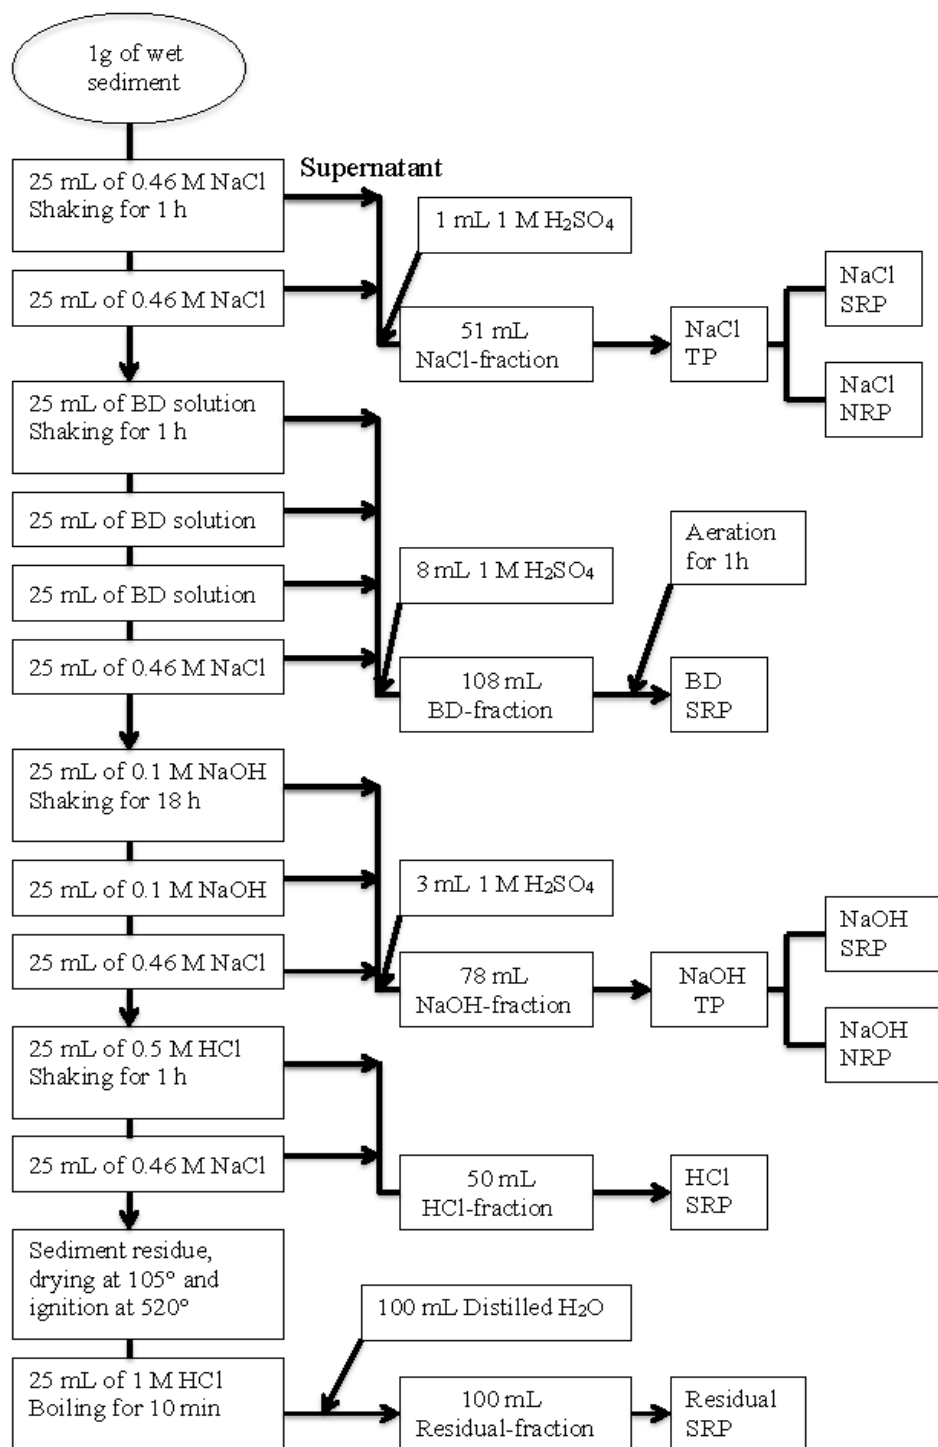 1g of wet
sediment
25 mL of 0.46 M NaCl
Shaking for 1 h
Supernatant
1 mL 1 M H₂SO₄
25 mL of 0.46 M NaCl
51 mL
NaCl-fraction
NaCl
TP
NaCl
SRP
NaCl
NRP
25 mL of BD solution
Shaking for 1 h
25 mL of BD solution
25 mL of BD solution
25 mL of 0.46 M NaCl
8 mL 1 M H₂SO₄
108 mL
BD-fraction
Aeration
for 1h
BD
SRP
25 mL of 0.1 M NaOH
Shaking for 18 h
25 mL of 0.1 M NaOH
25 mL of 0.46 M NaCl
3 mL 1 M H₂SO₄
78 mL
NaOH-fraction
NaOH
TP
NaOH
SRP
NaOH
NRP
25 mL of 0.5 M HCl
Shaking for 1 h
25 mL of 0.46 M NaCl
50 mL
HCl-fraction
HCl
SRP
Sediment residue,
drying at 105° and
ignition at 520°
100 mL Distilled H₂O
25 mL of 1 M HCl
Boiling for 10 min
100 mL
Residual-fraction
Residual
SRP